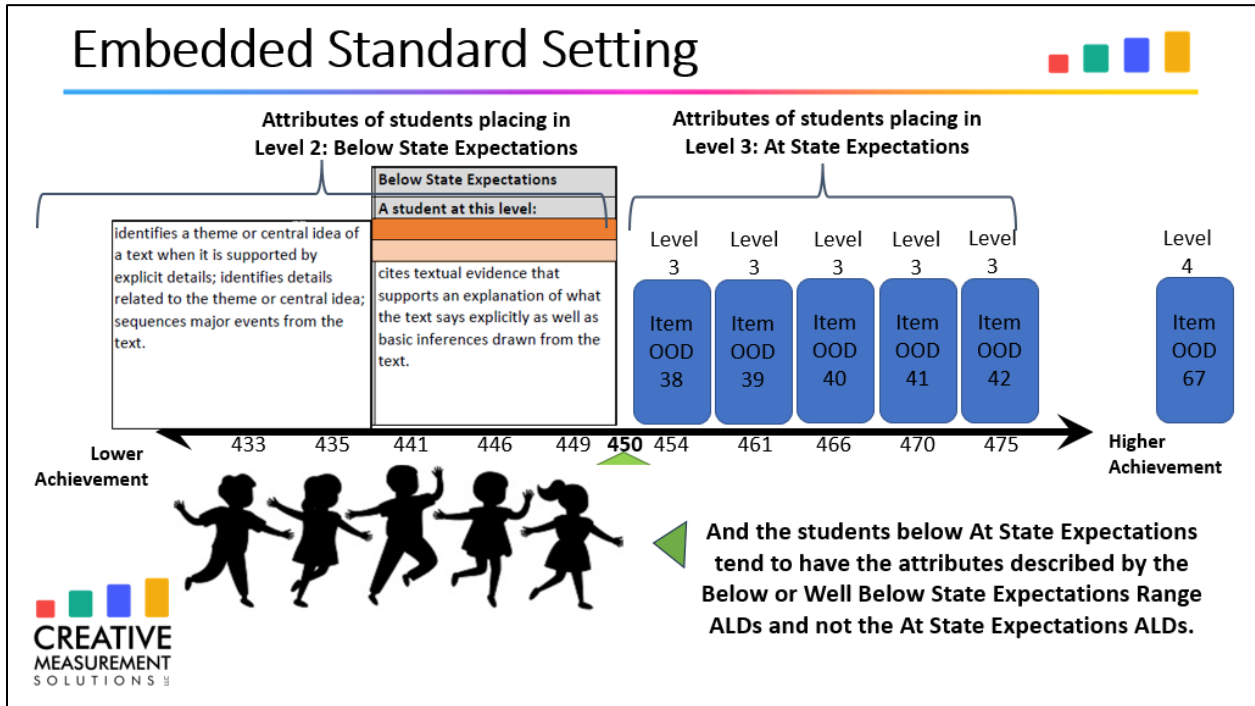 Embedded Standard Setting
Attributes of students placing in
Level 2: Below State Expectations
Attributes of students placing in
Level 3: At State Expectations
Below State Expectations
A student at this level:
identifies a theme or central idea of
a text when it is supported by
explicit details; identifies details
related to the theme or central idea;
sequences major events from the
text.
cites textual evidence that
supports an explanation of what
the text says explicitly as well as
basic inferences drawn from the
text.
Level
3
Item
OOD
38
Level
3
Item
OOD
39
Level
3
Item
OOD
40
Level
3
Item
OOD
41
Level
3
Item
OOD
42
Level
4
Item
OOD
67
433 435 441 446 449 450 454 461 466 470 475
Lower
Achievement
Higher
Achievement
And the students below At State Expectations
tend to have the attributes described by the
Below or Well Below State Expectations Range
ALDs and not the At State Expectations ALDs.
CREATIVE
MEASUREMENT
SOLUTIONS LLC